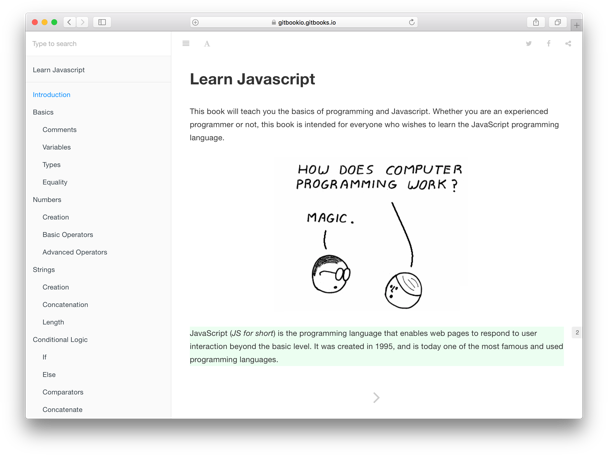 gitbookio.gitbooks.io
Type to search
A
Learn Javascript
Introduction
Basics
Comments
Variables
Types
Equality
Numbers
Creation
Basic Operators
Advanced Operators
Strings
Creation
Concatenation
Length
Conditional Logic
If
Else
Comparators
Concatenate
Learn Javascript
This book will teach you the basics of programming and Javascript. Whether you are an experienced
programmer or not, this book is intended for everyone who wishes to learn the JavaScript programming
language.
HOW DOES COMPUTER
PROGRAMMING WORK?
MAGIC.
JavaScript (JS for short) is the programming language that enables web pages to respond to user
interaction beyond the basic level. It was created in 1995, and is today one of the most famous and used
programming languages.
2